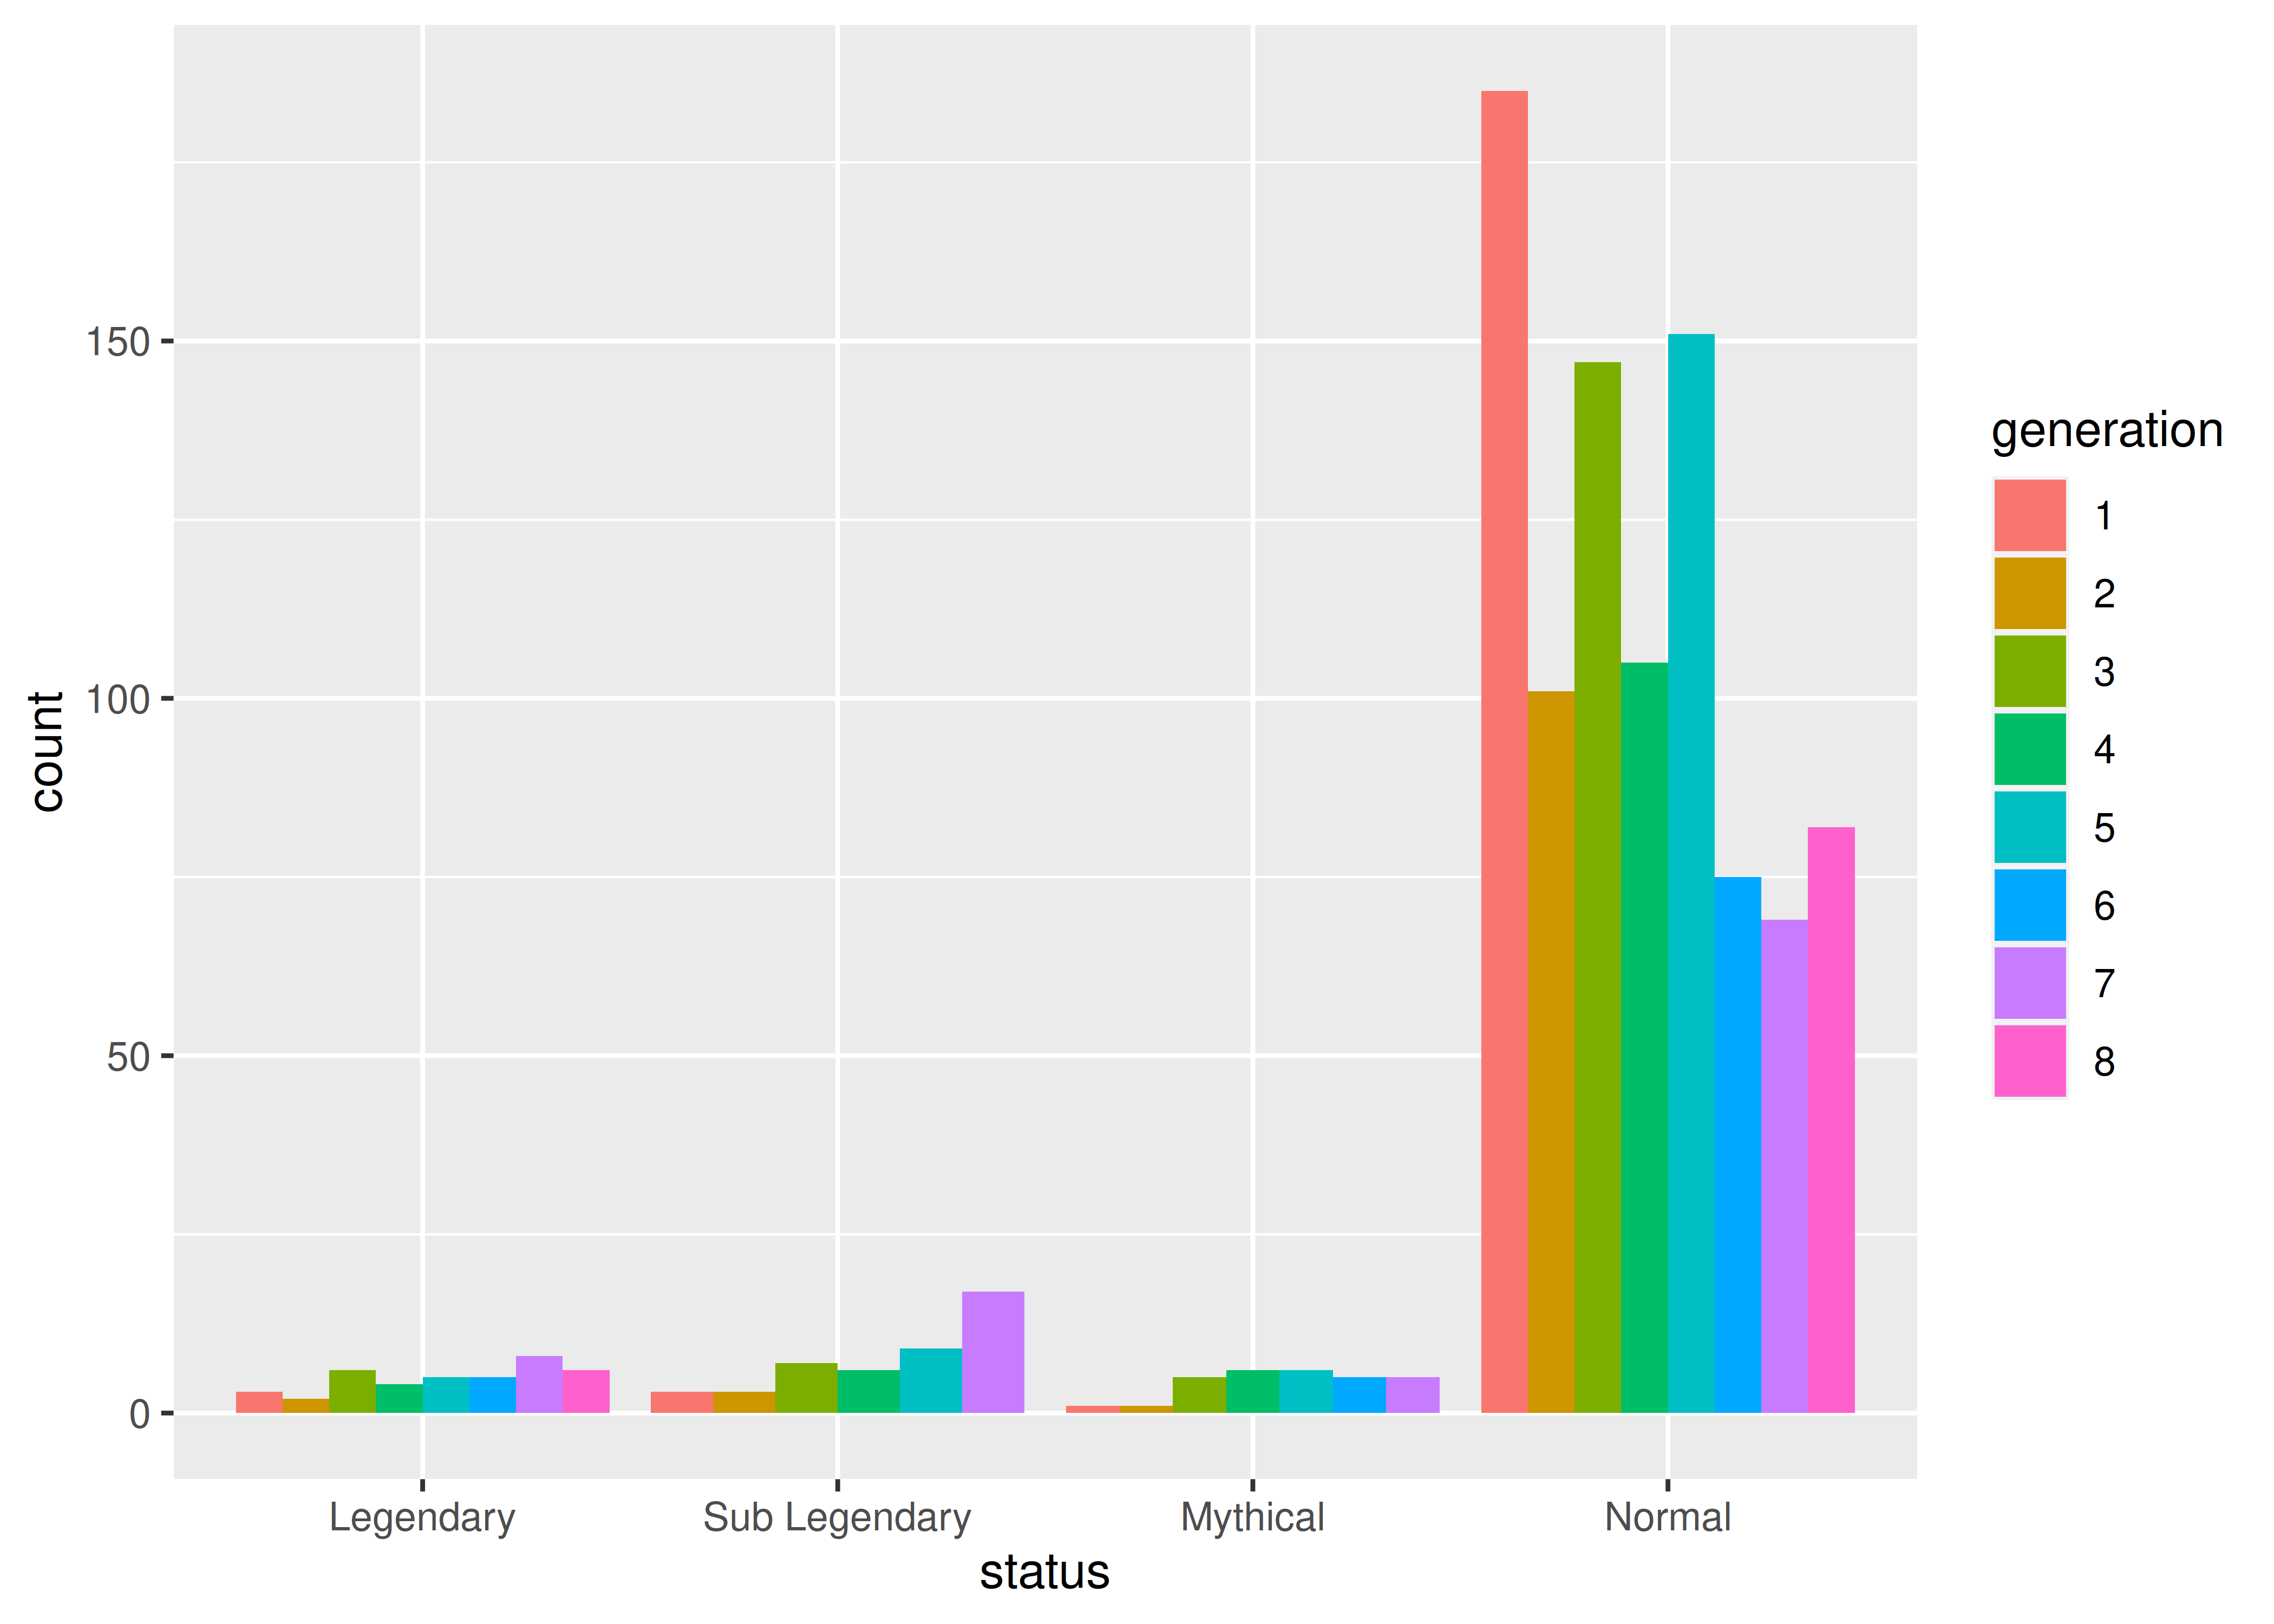 150
100
50
0
count
Legendary
Sub Legendary
Mythical
Normal
status
generation
1
2
3
4
5
6
7
8